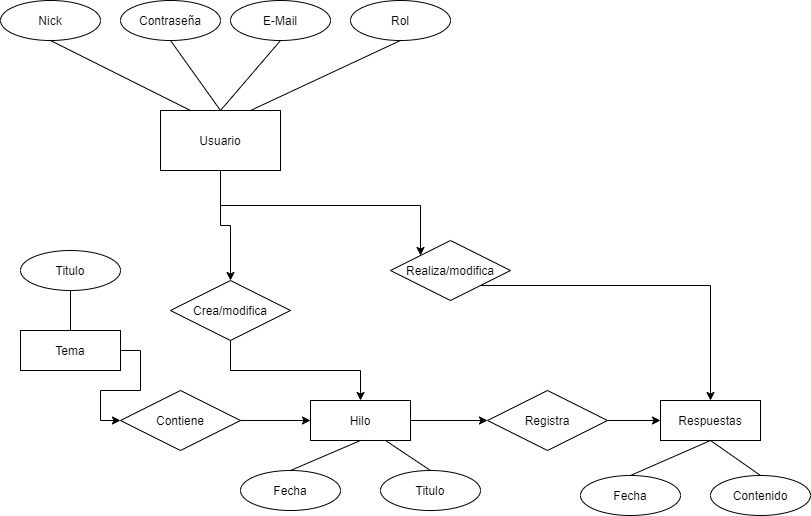 Nick
Contraseña
E-Mail
Rol
Usuario
Titulo
Realiza/modifica
Crea/modifica
Tema
Contiene
Hilo
Registra
Respuestas
Fecha
Titulo
Fecha
Contenido